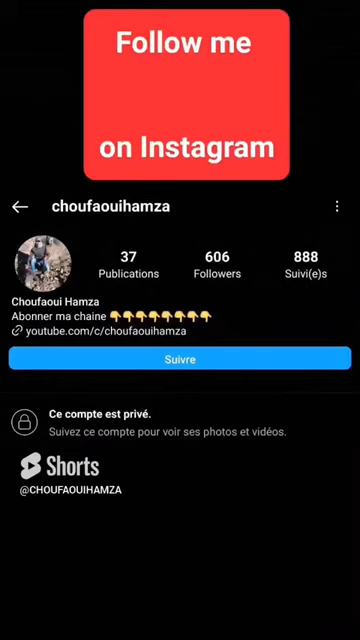 Follow me
on Instagram
choufaouihamza
37 606 888
Publications Followers Suivi(e)s
Choufaoui Hamza
Abonner ma chaine 👇👇👇👇👇👇👇👇
youtube.com/c/choufaouihamza
Suivre
Ce compte est privé.
Suivez ce compte pour voir ses photos et vidéos.
Shorts
@CHOUFAOUIHAMZA